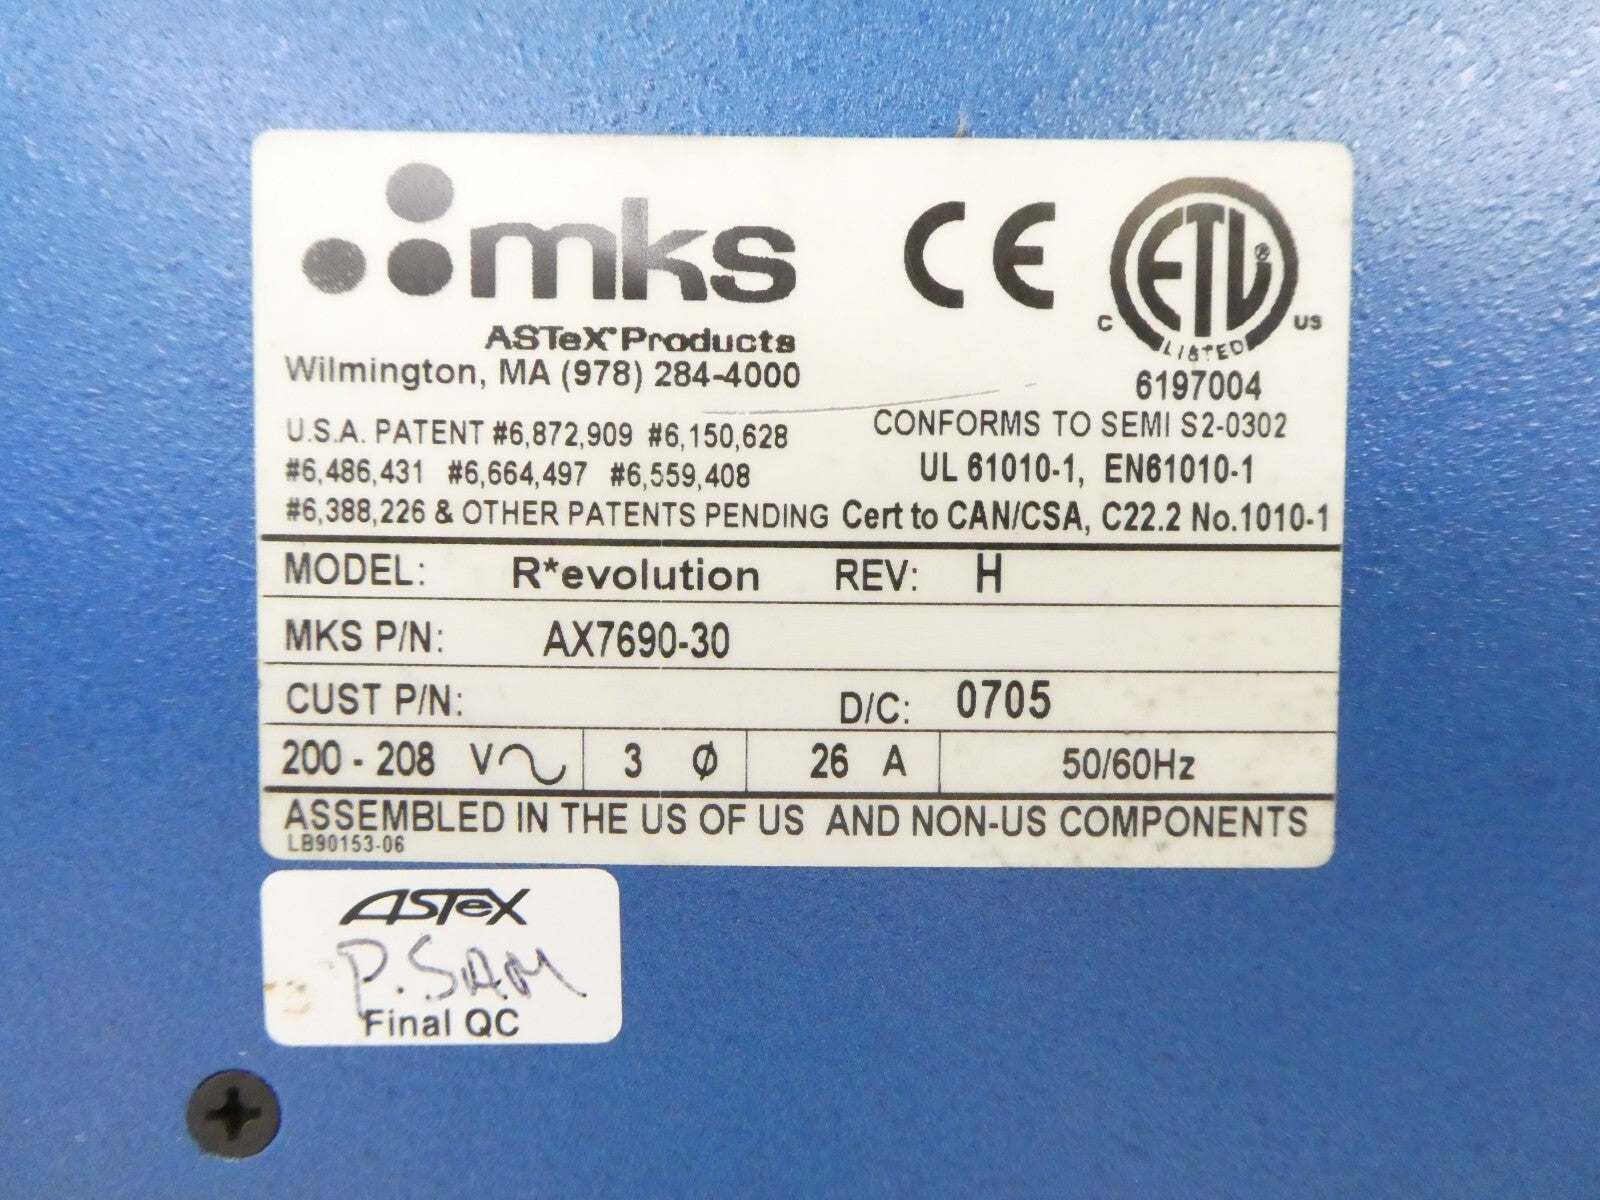 mks
ASTeX® Products
Wilmington, MA (978) 284-4000
U.S.A. PATENT #6,872,909 #6,150,628
#6,486,431 #6,664,497 #6,559,408
#6,388,226 & OTHER PATENTS PENDING
CE
ETL®
C US
LISTED
6197004
CONFORMS TO SEMI S2-0302
UL 61010-1, EN61010-1
Cert to CAN/CSA, C22.2 No.1010-1
MODEL: R*evolution REV: H
MKS P/N: AX7690-30
CUST P/N: D/C: 0705
200 - 208 V 3 Ø 26 A 50/60Hz
ASSEMBLED IN THE US OF US AND NON-US COMPONENTS
LB90153-06
ASTeX
P. SAM
Final QC